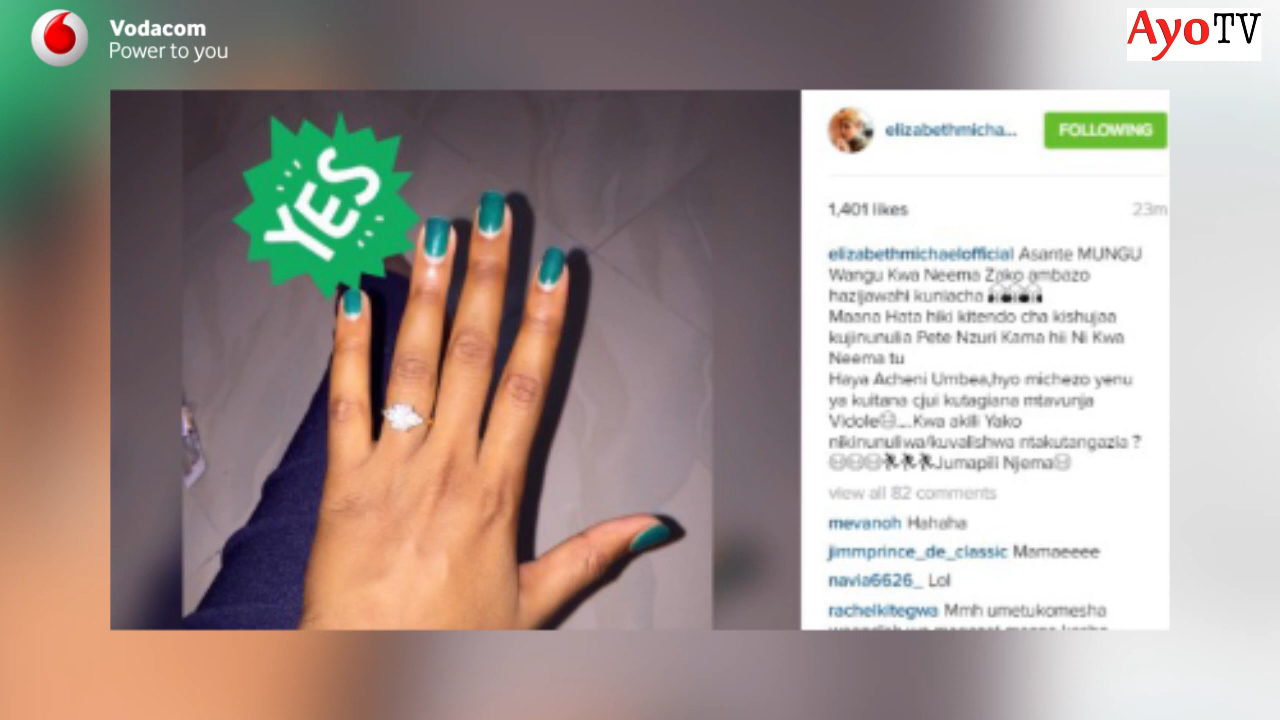 Vodacom
Power to you
AyoTV
YES
elizabethmicha...
FOLLOWING
1,401 likes
23m
elizabethmichaelofficial Asante MUNGU
Wangu Kwa Neema Zako ambazo
hazijawahi kuniacha
Maana Hata hiki kitendo cha kishujaa
kujinunulia Pete Nzuri Kama hii Ni Kwa
Neema tu
Haya Acheni Umbea,hyo michezo yenu
ya kuitana cjui kutagiana mtavunja
Vidole....Kwa akili Yako
nikinunuliwa/kuvalishwa ntakutangazia ?
Jumapili Njema
view all 82 comments
mevanoh Hahaha
jimmprince_de_classic Mamaeeee
navia6626_ Lol
rachelkitegwa Mmh umetukomesha